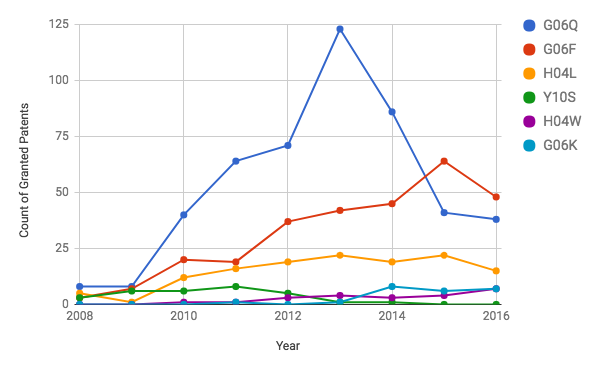 125
100
75
50
25
0
2008 2010 2012 2014 2016
Year
Count of Granted Patents
G06Q
G06F
H04L
Y10S
H04W
G06K